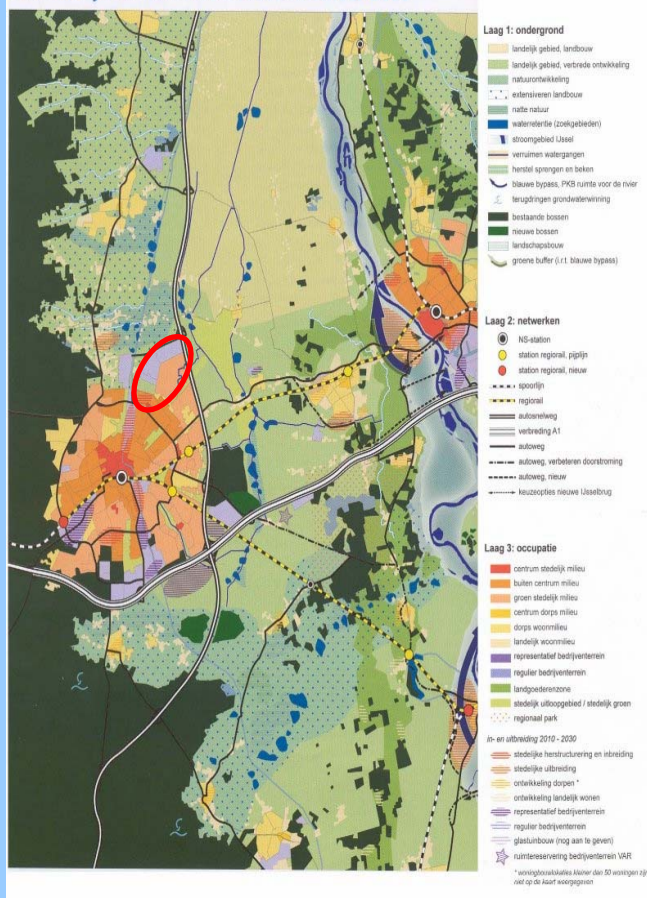 Laag 1: ondergrond
landelijk gebied, landbouw
landelijk gebied, verbrede ontwikkeling
natuurontwikkeling
extensiveren landbouw
natte natuur
waterretentie (zoekgebieden)
stroomgebied IJssel
verruimen watergangen
herstel sprengen en beken
blauwe bypass, PKB ruimte voor de rivier
terugdringen grondwaterwinning
bestaande bossen
nieuwe bossen
landschapsbouw
groene buffer (i.r.t. blauwe bypass)
Laag 2: netwerken
NS-station
station regiorail, pijplijn
station regiorail, nieuw
spoorlijn
regiorail
autosnelweg
verbreding A1
autoweg
autoweg, verbeteren doorstroming
autoweg, nieuw
keuzeopties nieuwe IJsselbrug
Laag 3: occupatie
centrum stedelijk milieu
buiten centrum milieu
groen stedelijk milieu
centrum dorps milieu
dorps woonmilieu
landelijk woonmilieu
representatief bedrijventerrein
regulier bedrijventerrein
landgoederenzone
stedelijk uitloopgebied / stedelijk groen
regionaal park
in- en uitbreiding 2010 - 2030
stedelijke herstructurering en inbreiding
stedelijke uitbreiding
ontwikkeling dorpen *
ontwikkeling landelijk wonen
representatief bedrijventerrein
regulier bedrijventerrein
glastuinbouw (nog aan te geven)
ruimtereservering bedrijventerrein VAR
* woningbouwlokaties kleiner dan 50 woningen zijn
niet op de kaart weergegeven